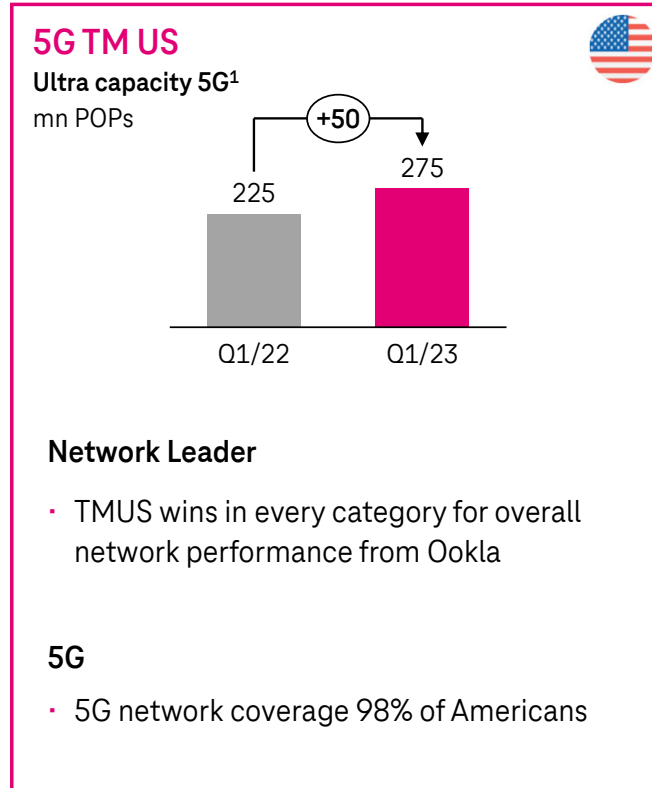 5G TM US
Ultra capacity 5G¹
mn POPs
+50
225
275
Q1/22
Q1/23
Network Leader
· TMUS wins in every category for overall
network performance from Ookla
5G
· 5G network coverage 98% of Americans